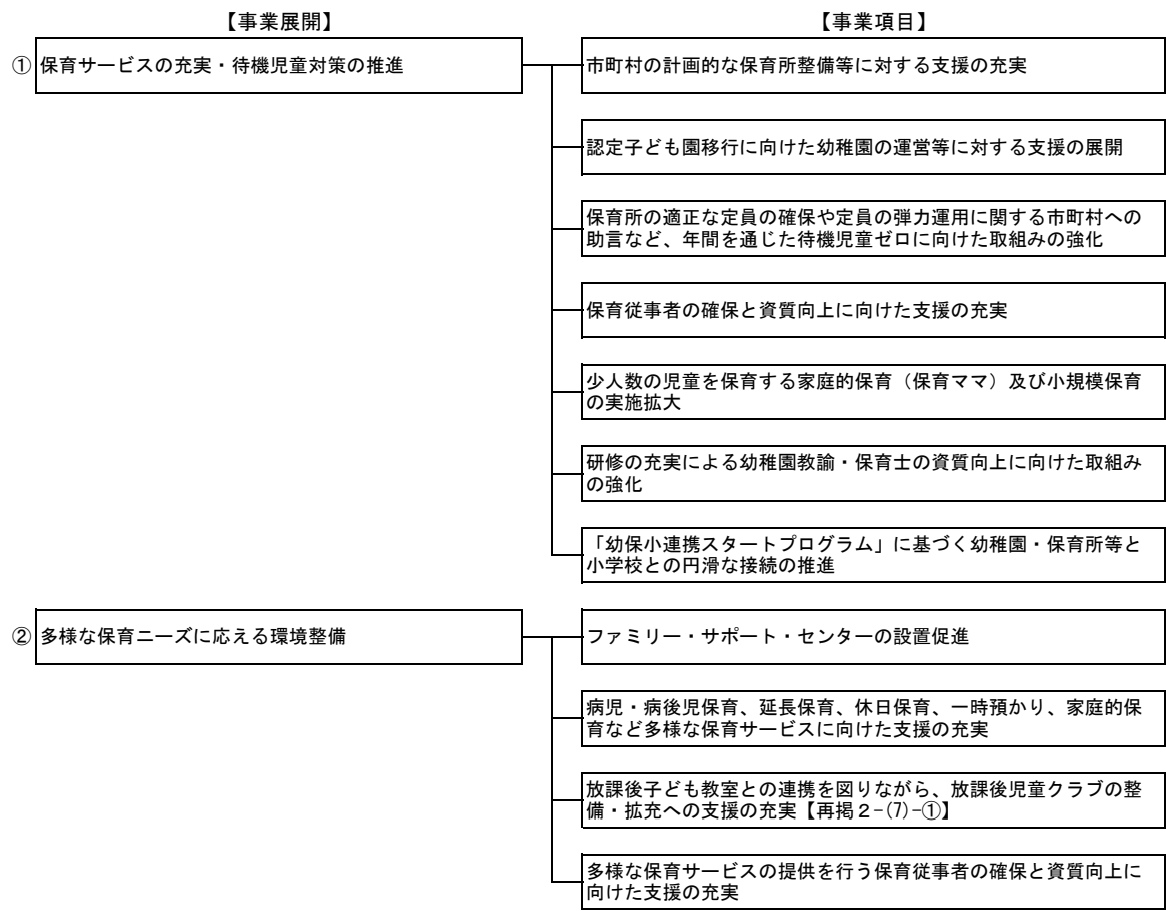 【事業展開】
【事業項目】
① 保育サービスの充実・待機児童対策の推進
市町村の計画的な保育所整備等に対する支援の充実
認定子ども園移行に向けた幼稚園の運営等に対する支援の展開
保育所の適正な定員の確保や定員の弾力運用に関する市町村への
助言など、年間を通じた待機児童ゼロに向けた取組みの強化
保育従事者の確保と資質向上に向けた支援の充実
少人数の児童を保育する家庭的保育（保育ママ）及び小規模保育
の実施拡大
研修の充実による幼稚園教諭・保育士の資質向上に向けた取組み
の強化
「幼保小連携スタートプログラム」に基づく幼稚園・保育所等と
小学校との円滑な接続の推進
② 多様な保育ニーズに応える環境整備
ファミリー・サポート・センターの設置促進
病児・病後児保育、延長保育、休日保育、一時預かり、家庭的保
育など多様な保育サービスに向けた支援の充実
放課後子ども教室との連携を図りながら、放課後児童クラブの整
備・拡充への支援の充実【再掲２-(7)-①】
多様な保育サービスの提供を行う保育従事者の確保と資質向上に
向けた支援の充実